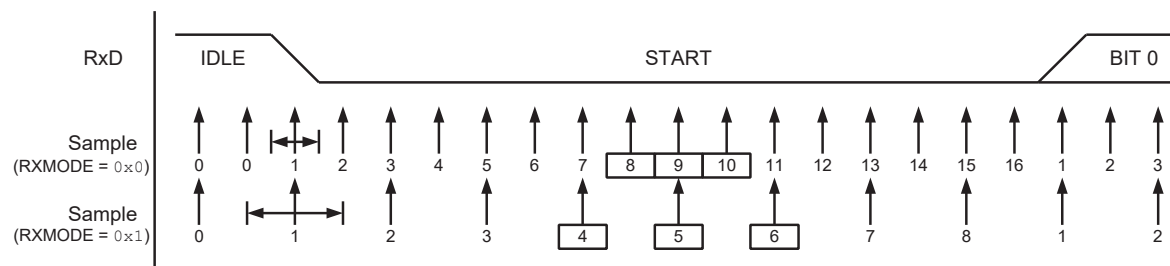 RxD IDLE START BIT 0
Sample
(RXMODE = 0x0) 0 0 1 2 3 4 5 6 7 8 9 10 11 12 13 14 15 16 1 2 3
Sample
(RXMODE = 0x1) 0 1 2 3 4 5 6 7 8 1 2